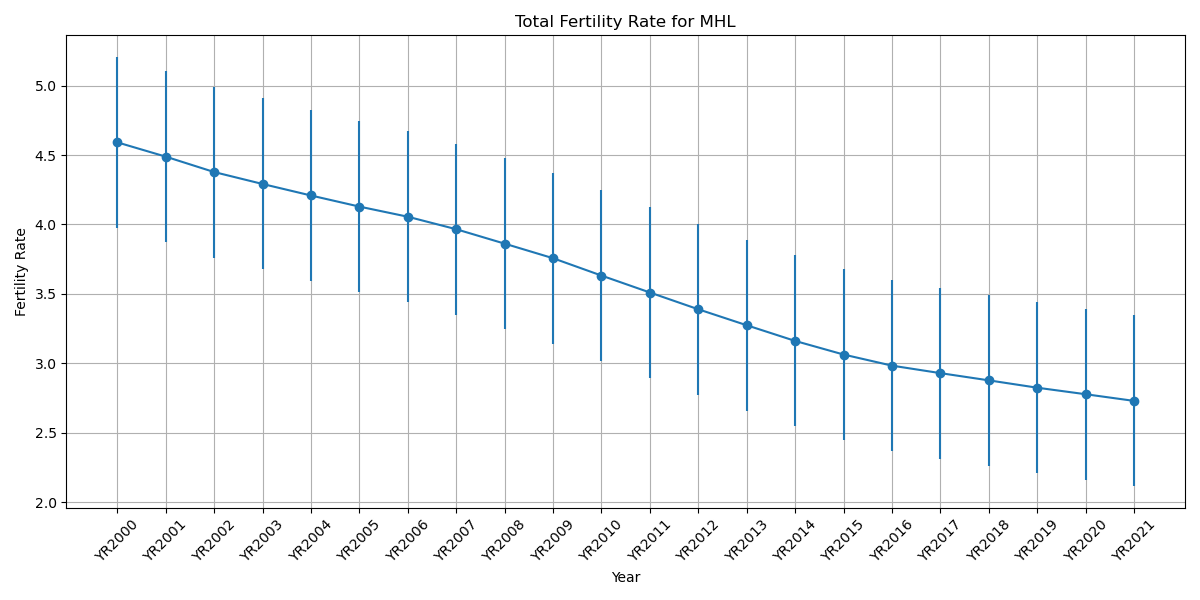 Total Fertility Rate for MHL
Fertility Rate
5.0
4.5
4.0
3.5
3.0
2.5
2.0
YR2000
YR2001
YR2002
YR2003
YR2004
YR2005
YR2006
YR2007
YR2008
YR2009
YR2010
YR2011
YR2012
YR2013
YR2014
YR2015
YR2016
YR2017
YR2018
YR2019
YR2020
YR2021
Year